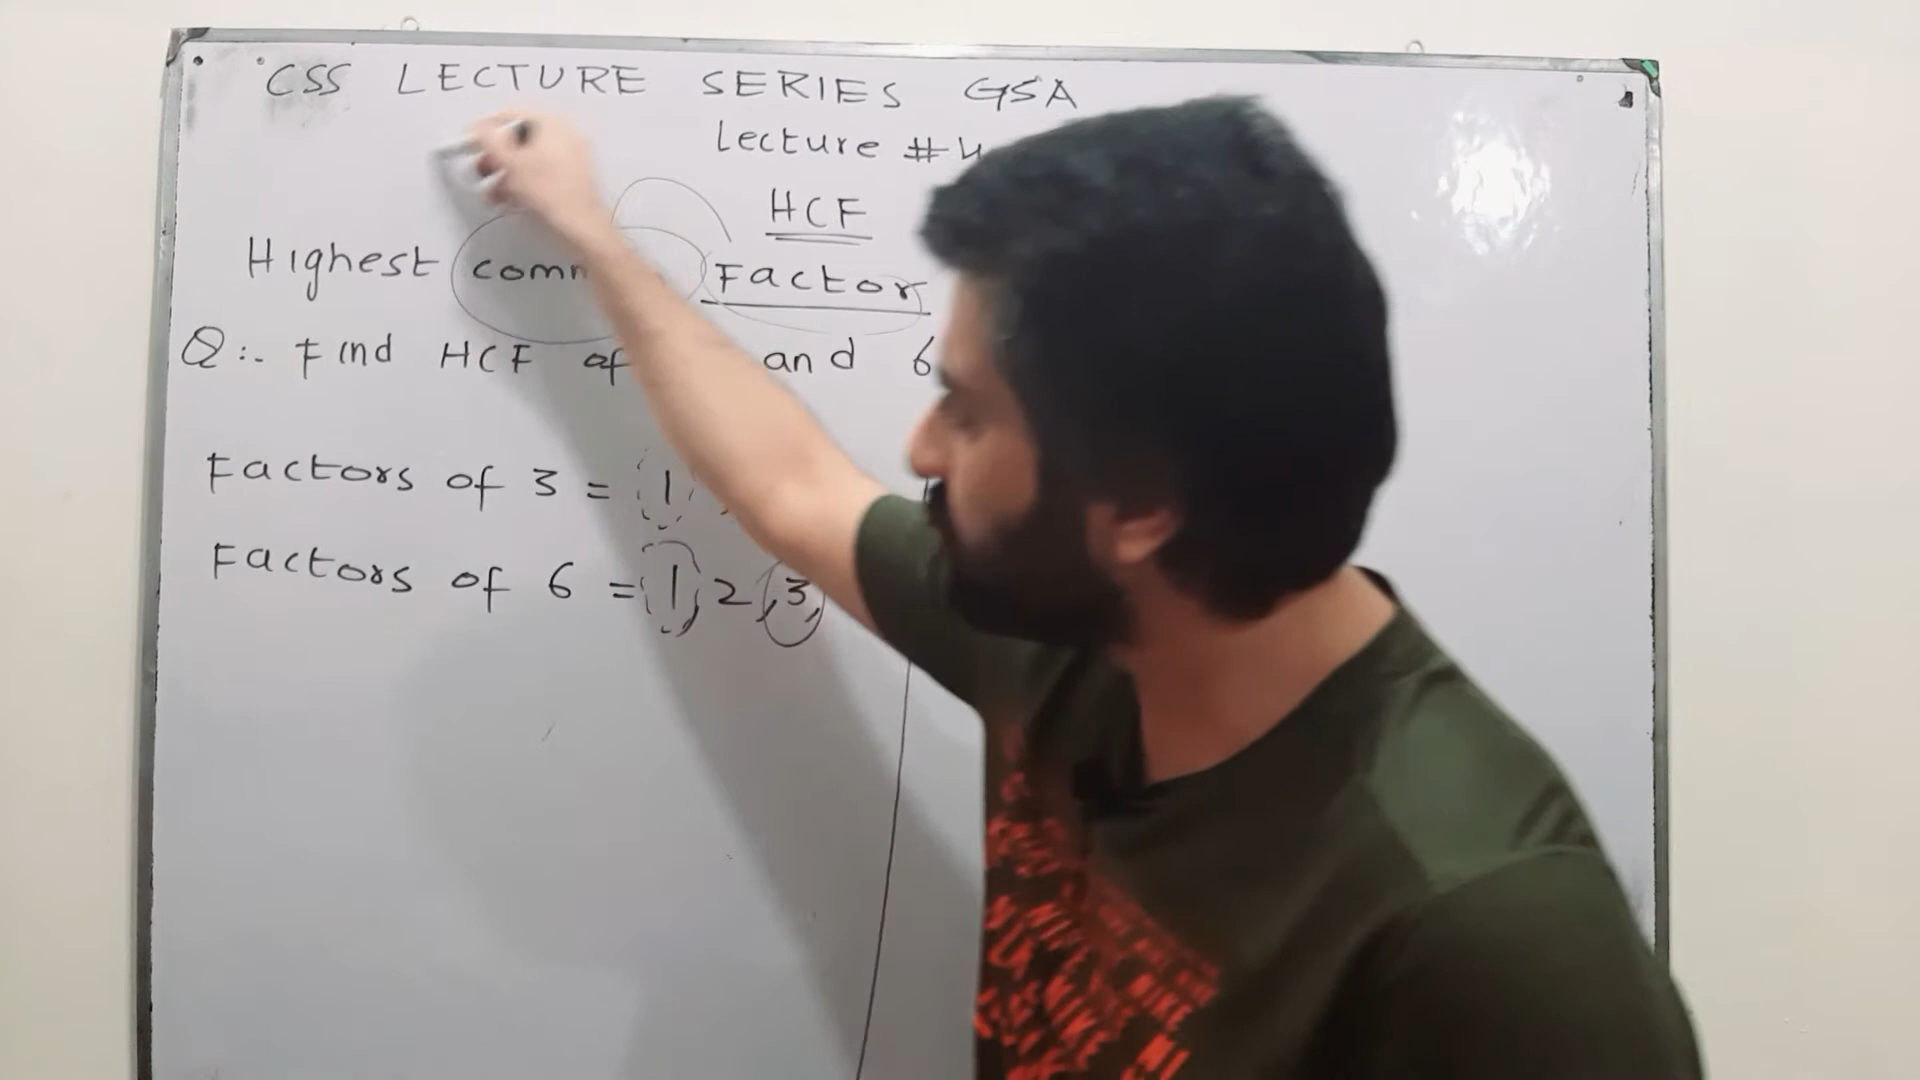 CSS LECTURE SERIES GSA
Lecture #4
HCF
Highest Factor
Q:- Find HCF of and 6
Factors of 3 = 1,
Factors of 6 = 1, 2, 3,